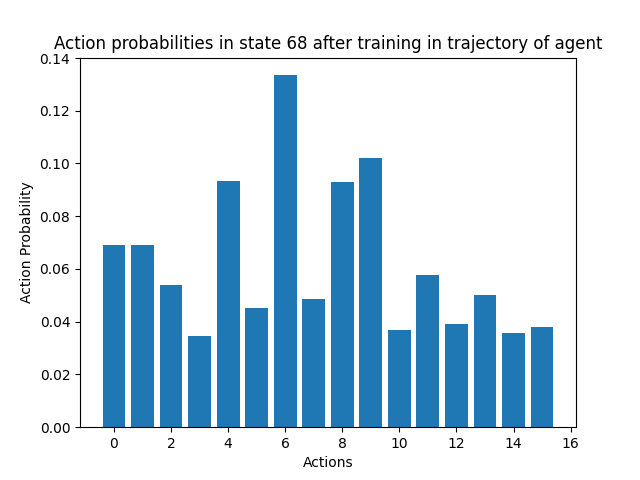 Action probabilities in state 68 after training in trajectory of agent
0.14
0.12
0.10
0.08
0.06
0.04
0.02
0.00
Action Probability
0 2 4 6 8 10 12 14 16
Actions